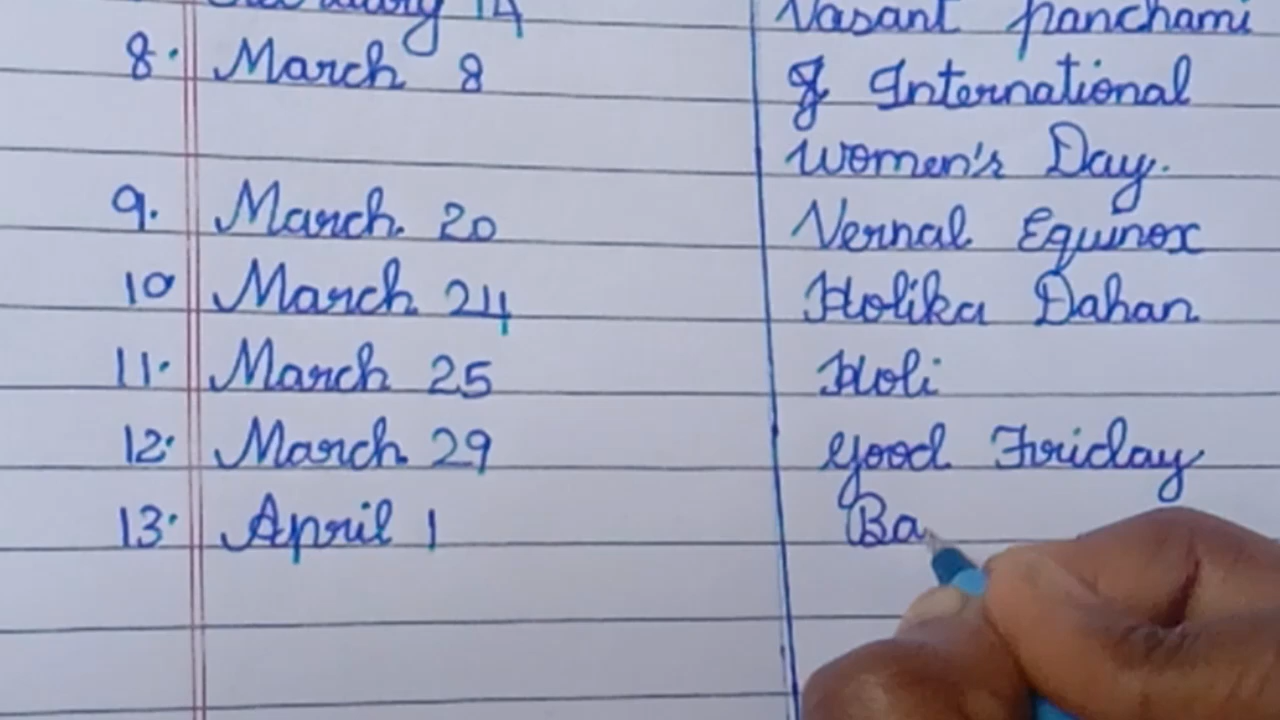 14 Vasant Panchami
8. March 8 International
Women's Day.
9. March 20 Vernal Equinox
10 March 24 Holika Dahan
11. March 25 Holi
12. March 29 Good Friday
13. April 1 Ba